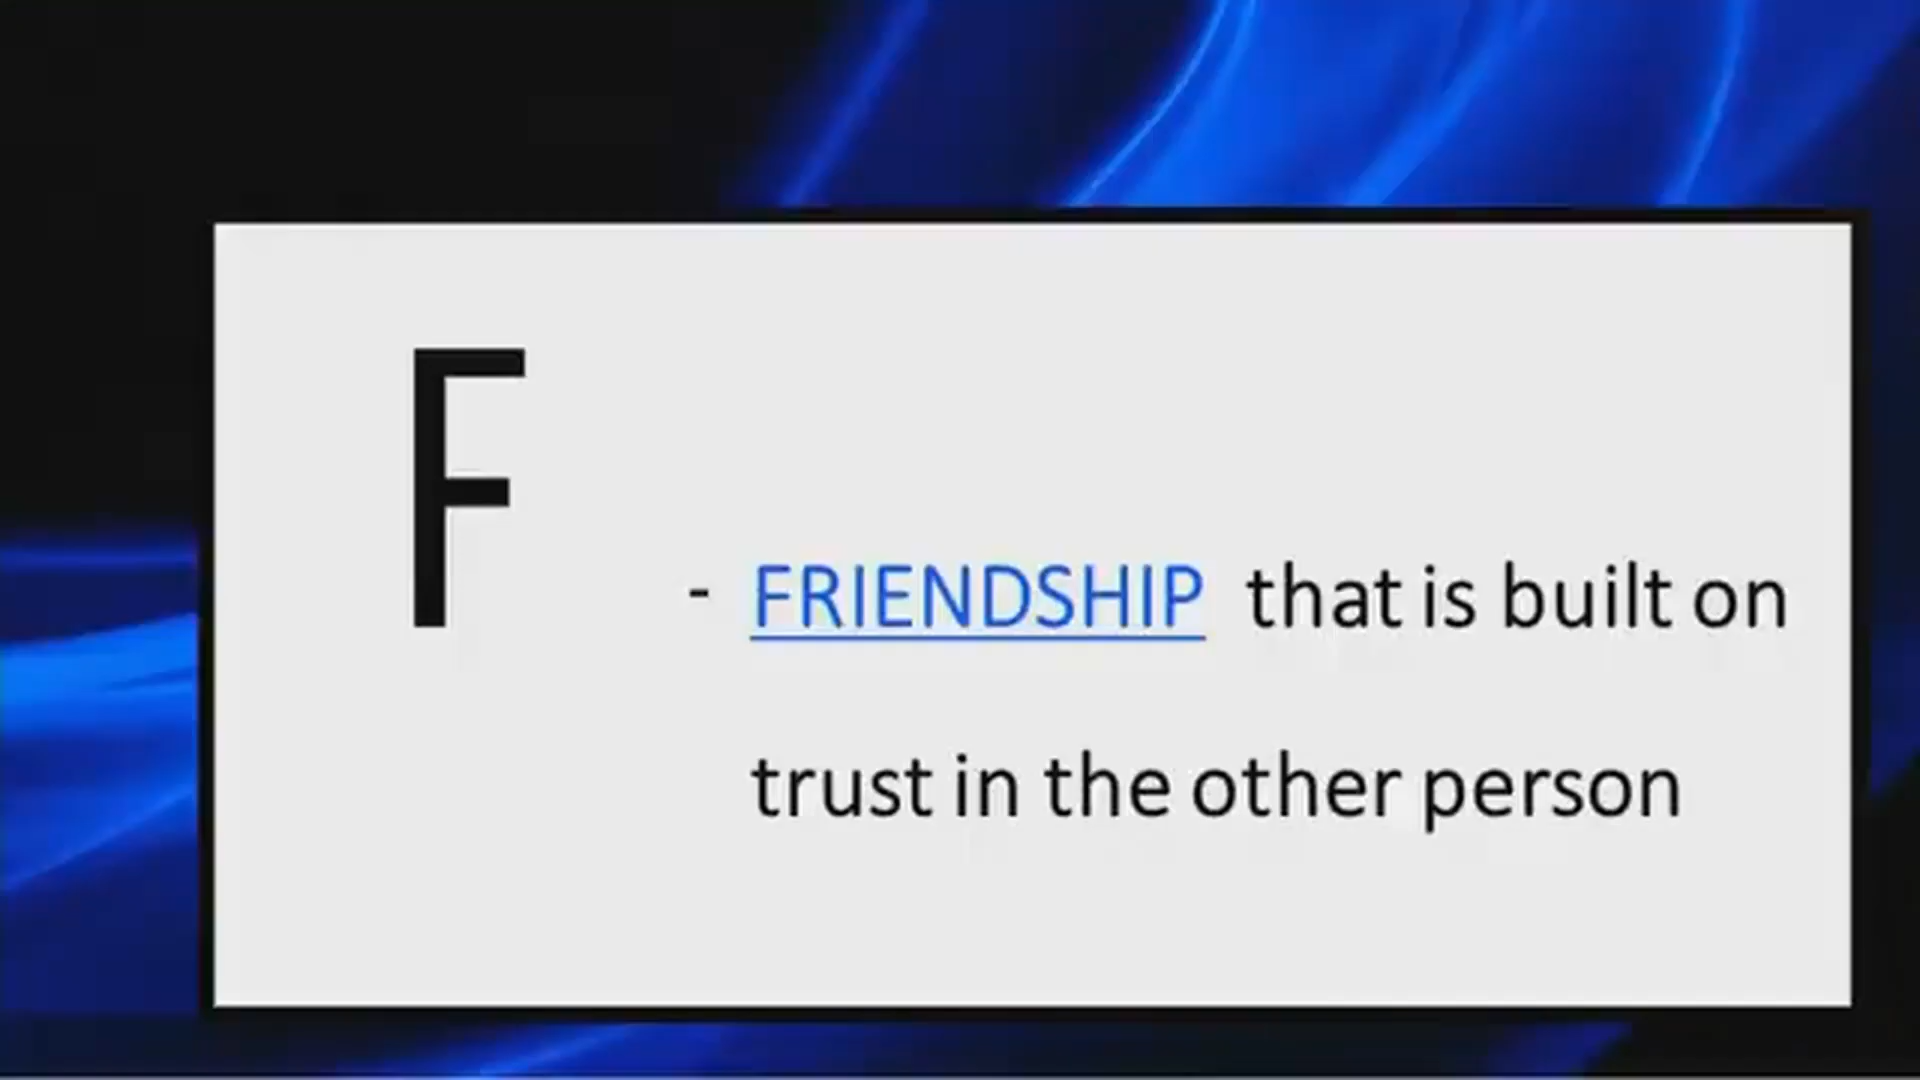 F
- FRIENDSHIP that is built on
trust in the other person